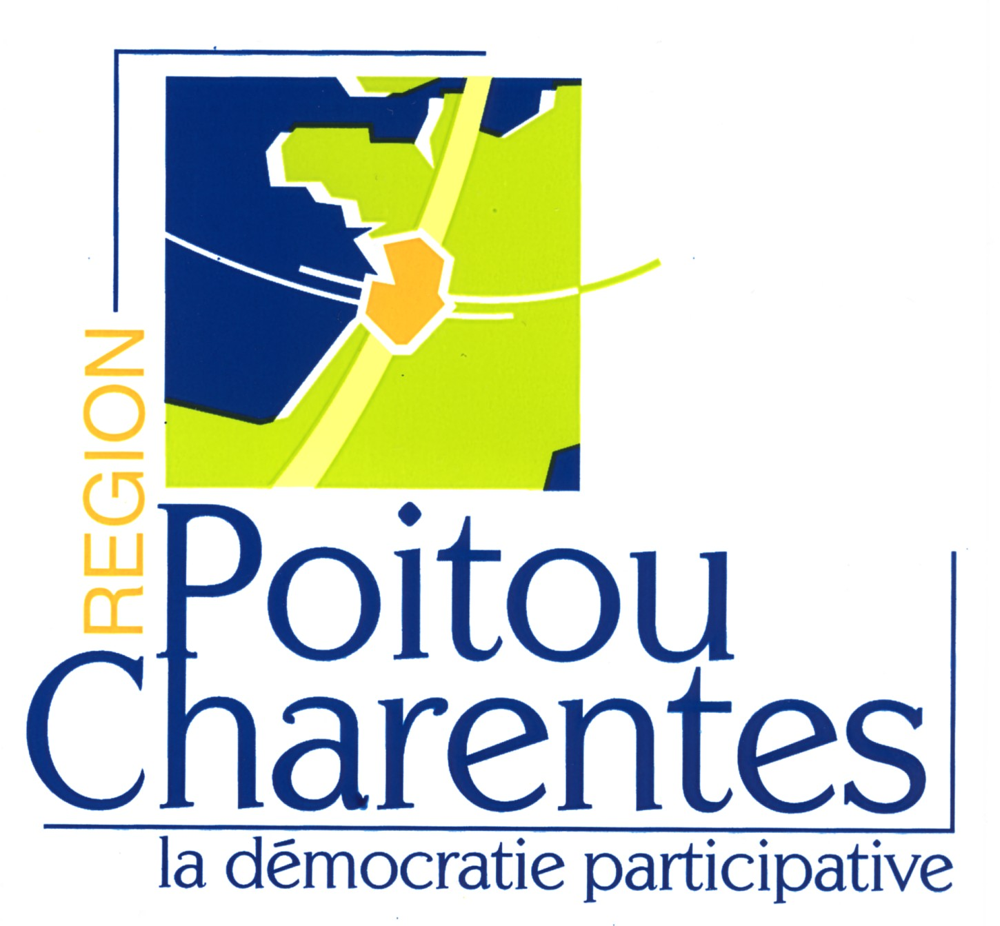 REGION
Poitou
Charentes
la démocratie participative